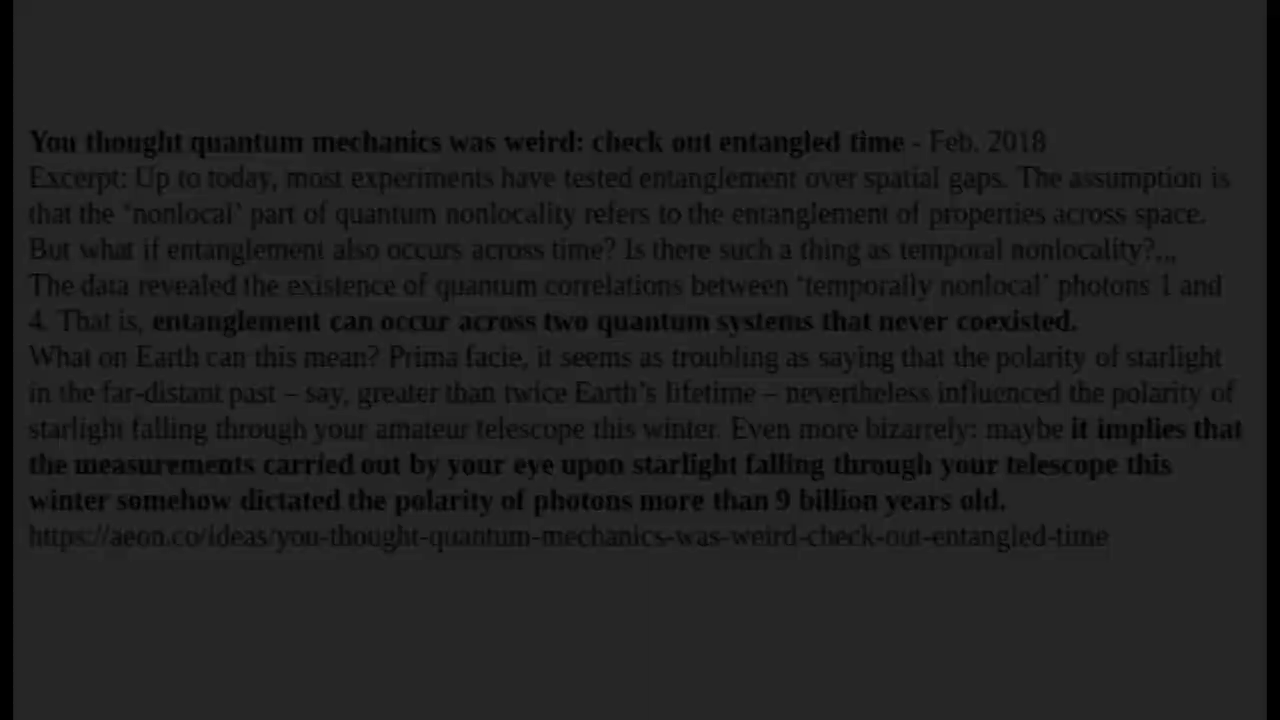 You thought quantum mechanics was weird: check out entangled time - Feb. 2018
Excerpt: Up to today, most experiments have tested entanglement over spatial gaps. The assumption is
that the ‘nonlocal’ part of quantum nonlocality refers to the entanglement of properties across space.
But what if entanglement also occurs across time? Is there such a thing as temporal nonlocality?,,,
The data revealed the existence of quantum correlations between ‘temporally nonlocal’ photons 1 and
4. That is, entanglement can occur across two quantum systems that never coexisted.
What on Earth can this mean? Prima facie, it seems as troubling as saying that the polarity of starlight
in the far-distant past – say, greater than twice Earth’s lifetime – nevertheless influenced the polarity of
starlight falling through your amateur telescope this winter. Even more bizarrely: maybe it implies that
the measurements carried out by your eye upon starlight falling through your telescope this
winter somehow dictated the polarity of photons more than 9 billion years old.
https://aeon.co/ideas/you-thought-quantum-mechanics-was-weird-check-out-entangled-time